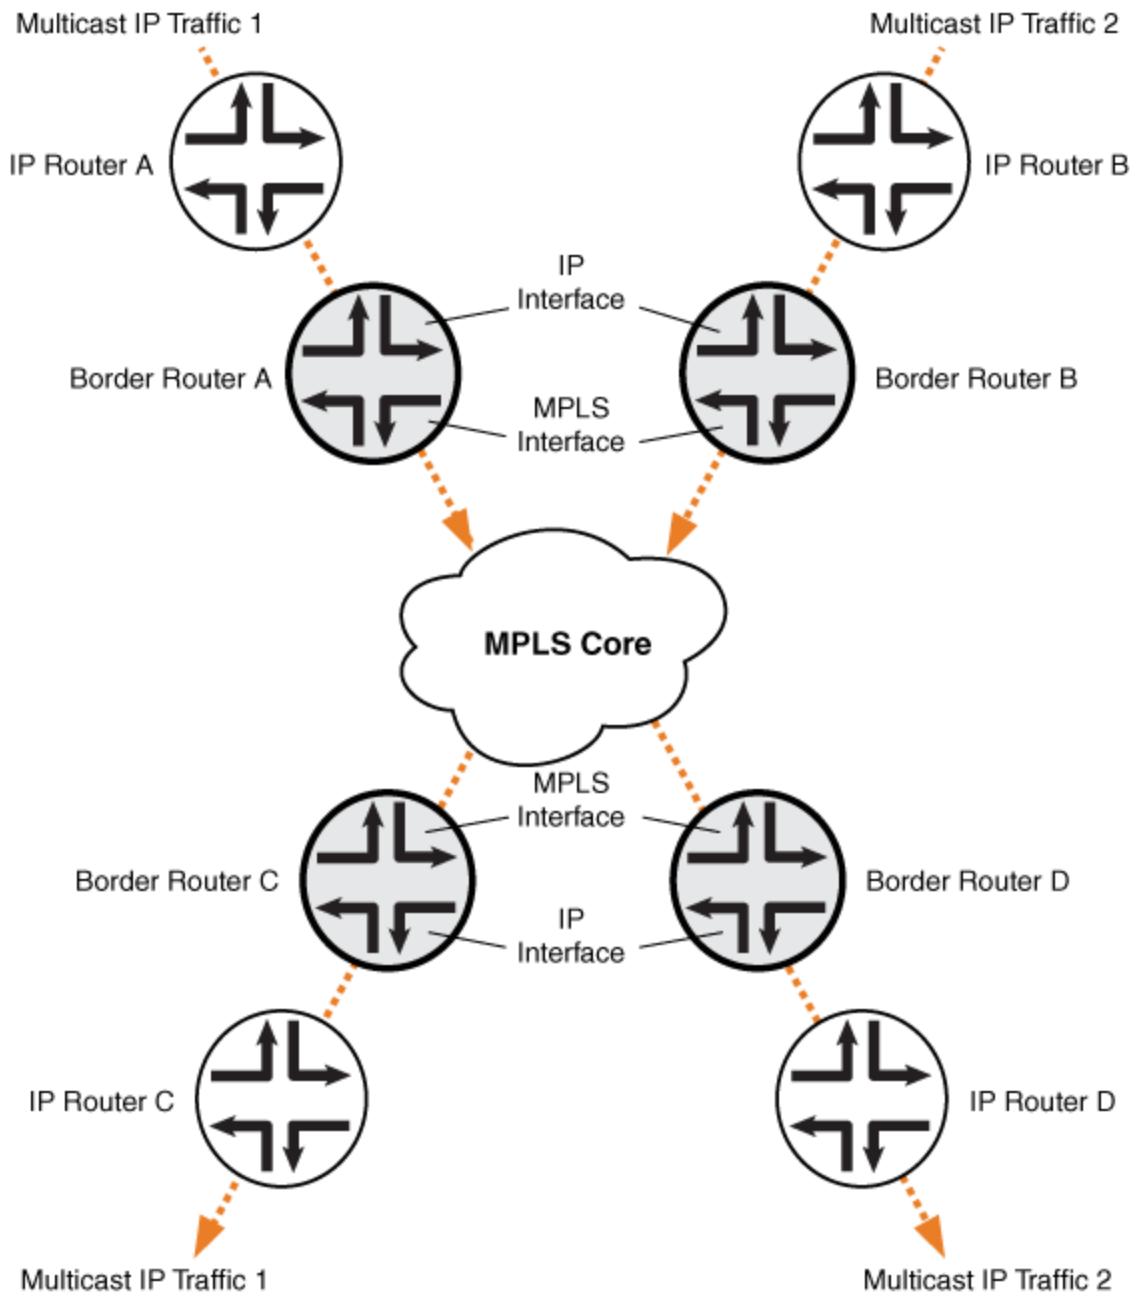 Multicast IP Traffic 1
Multicast IP Traffic 2
IP Router A
IP Router B
IP
Interface
Border Router A
Border Router B
MPLS
Interface
MPLS Core
MPLS
Interface
Border Router C
Border Router D
IP
Interface
IP Router C
IP Router D
Multicast IP Traffic 1
Multicast IP Traffic 2